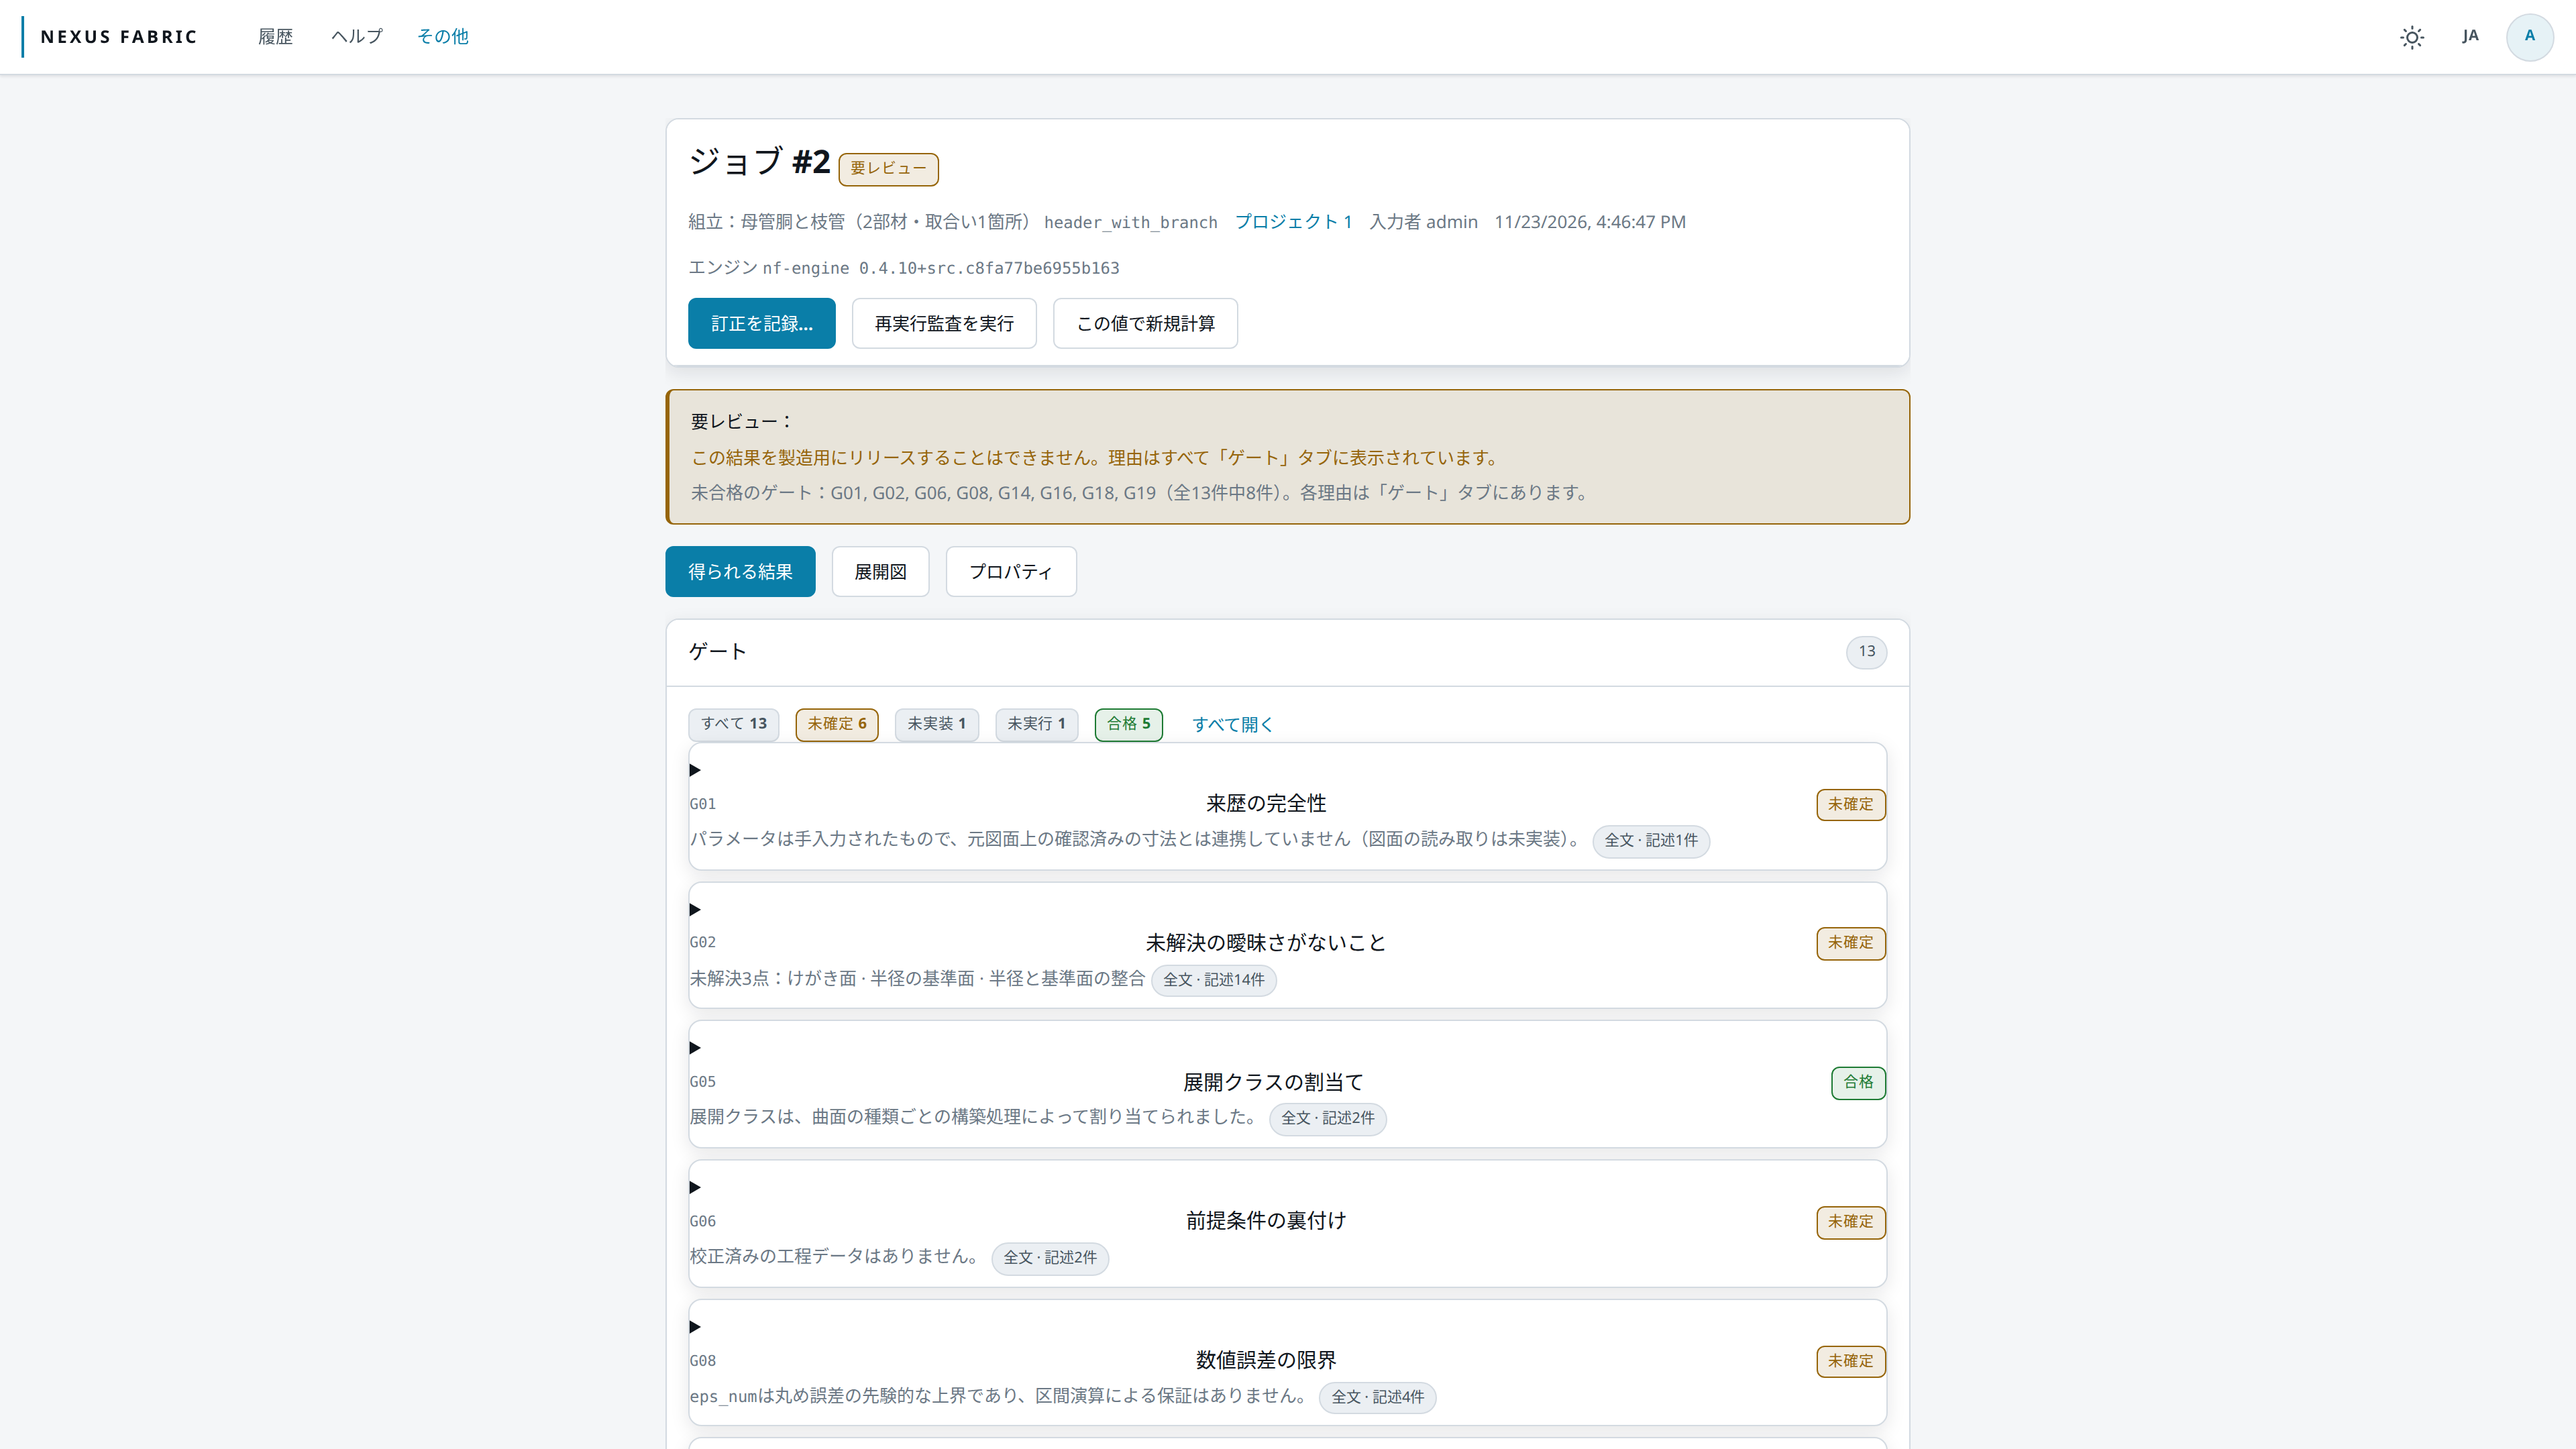 NEXUS FABRIC 履歴 ヘルプ その他 JA A
ジョブ #2 要レビュー
組立：母管胴と枝管（2部材・取合い1箇所） header_with_branch プロジェクト 1 入力者 admin 11/23/2026, 4:46:47 PM
エンジン nf-engine 0.4.10+src.c8fa77be6955b163
訂正を記録... 再実行監査を実行 この値で新規計算
要レビュー：
この結果を製造用にリリースすることはできません。理由はすべて「ゲート」タブに表示されています。
未合格のゲート：G01, G02, G06, G08, G14, G16, G18, G19（全13件中8件）。各理由は「ゲート」タブにあります。
得られる結果 展開図 プロパティ
ゲート 13
すべて 13 未確定 6 未実装 1 未実行 1 合格 5 すべて開く
G01 来歴の完全性 未確定
パラメータは手入力されたもので、元図面上の確認済みの寸法とは連携していません（図面の読み取りは未実装）。 全文 · 記述1件
G02 未解決の曖昧さがないこと 未確定
未解決3点：けがき面 · 半径の基準面 · 半径と基準面の整合 全文 · 記述14件
G05 展開クラスの割当て 合格
展開クラスは、曲面の種類ごとの構築処理によって割り当てられました。 全文 · 記述2件
G06 前提条件の裏付け 未確定
校正済みの工程データはありません。 全文 · 記述2件
G08 数値誤差の限界 未確定
eps_numは丸め誤差の先験的な上界であり、区間演算による保証はありません。 全文 · 記述4件